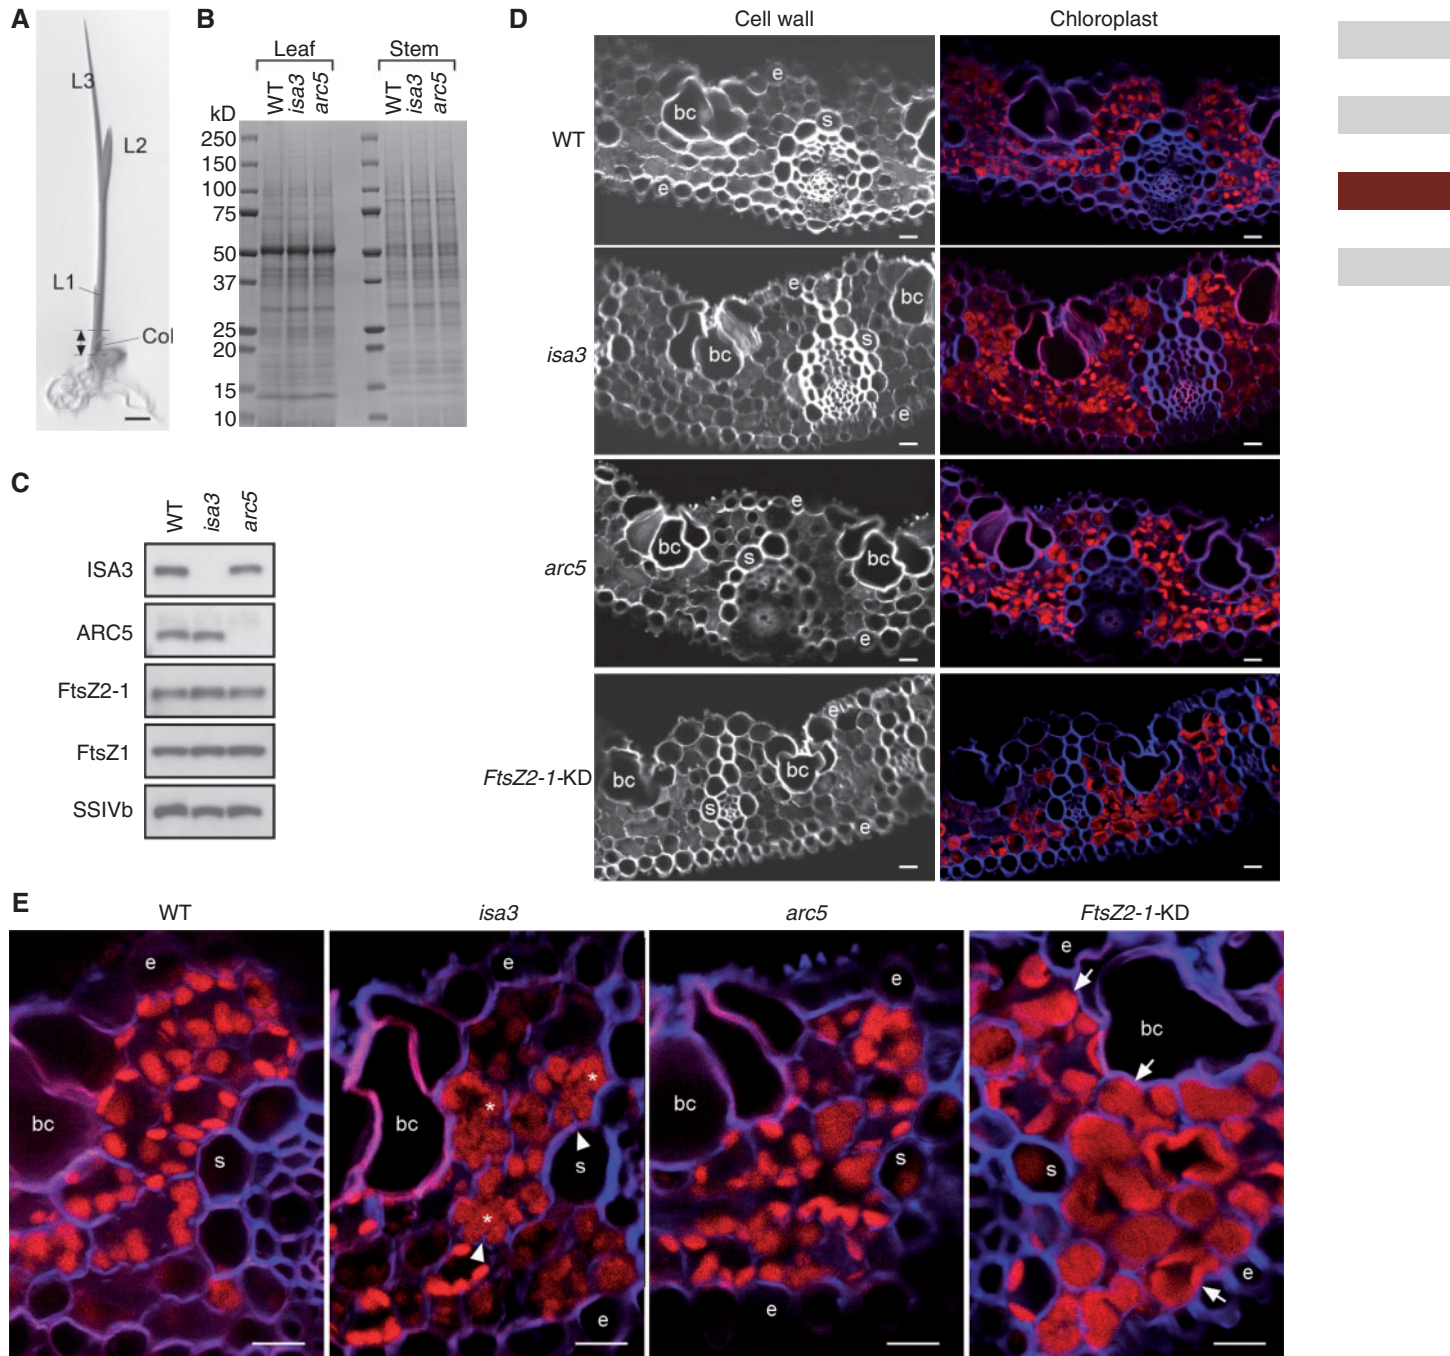 A
L3
L2
L1
Col
B
Leaf
Stem
WT
isa3
arc5
WT
isa3
arc5
kD
250
150
100
75
50
37
25
20
15
10
C
WT
isa3
arc5
ISA3
ARC5
FtsZ2-1
FtsZ1
SSIVb
D
Cell wall
Chloroplast
WT
bc
e
s
e
isa3
e
bc
bc
s
e
arc5
e
bc
s
bc
e
FtsZ2-1-KD
e
bc
bc
s
e
E
WT
isa3
arc5
FtsZ2-1-KD
e
bc
s
e
*
*
bc
s
*
e
e
bc
s
e
e
bc
s
e